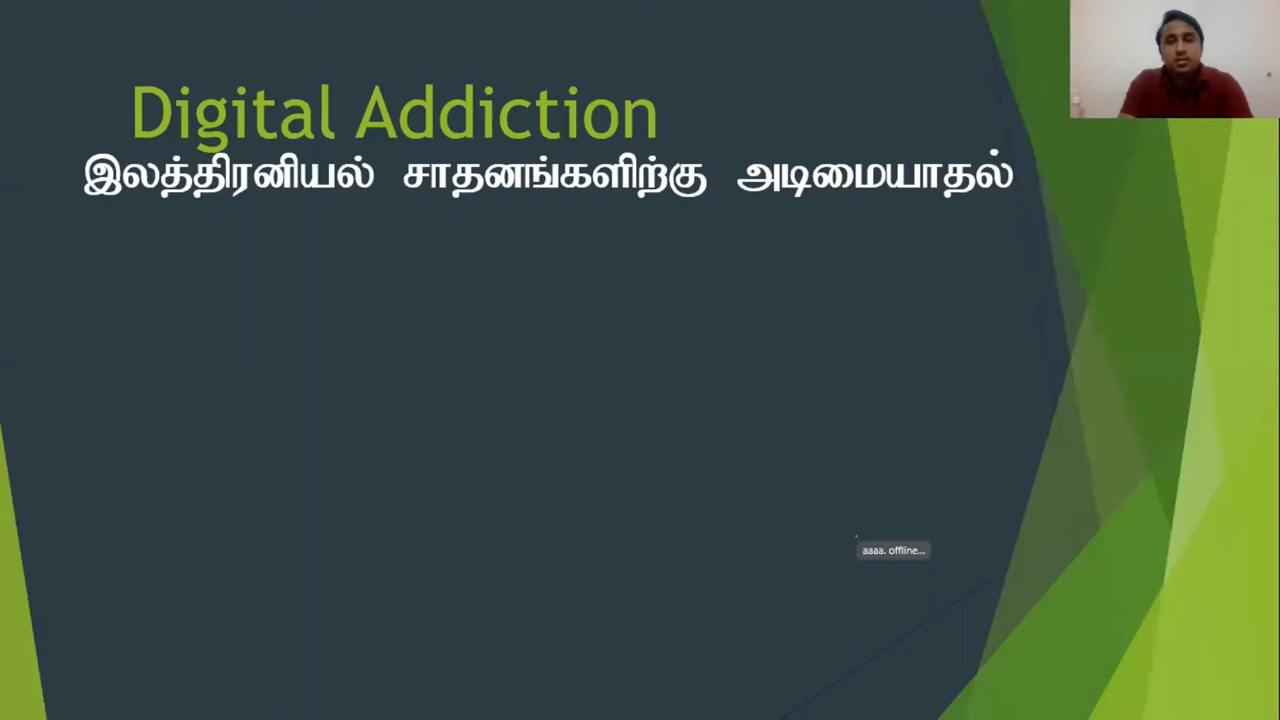 Digital Addiction
இலத்திரனியல் சாதனங்களிற்கு அடிமையாதல்
aaaa. offline...